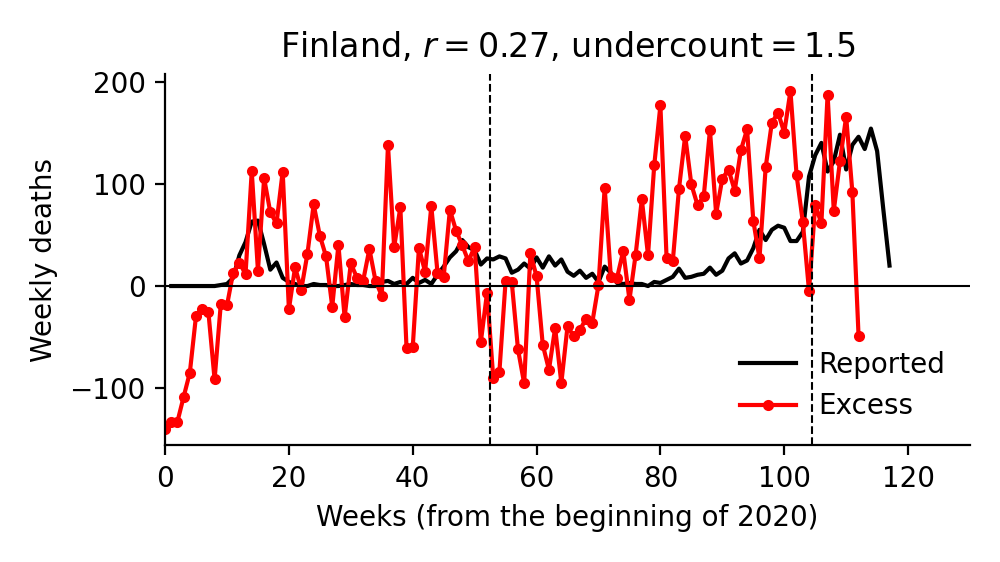 Finland, r = 0.27, undercount = 1.5
Weekly deaths
200
100
0
−100
Reported
Excess
0 20 40 60 80 100 120
Weeks (from the beginning of 2020)